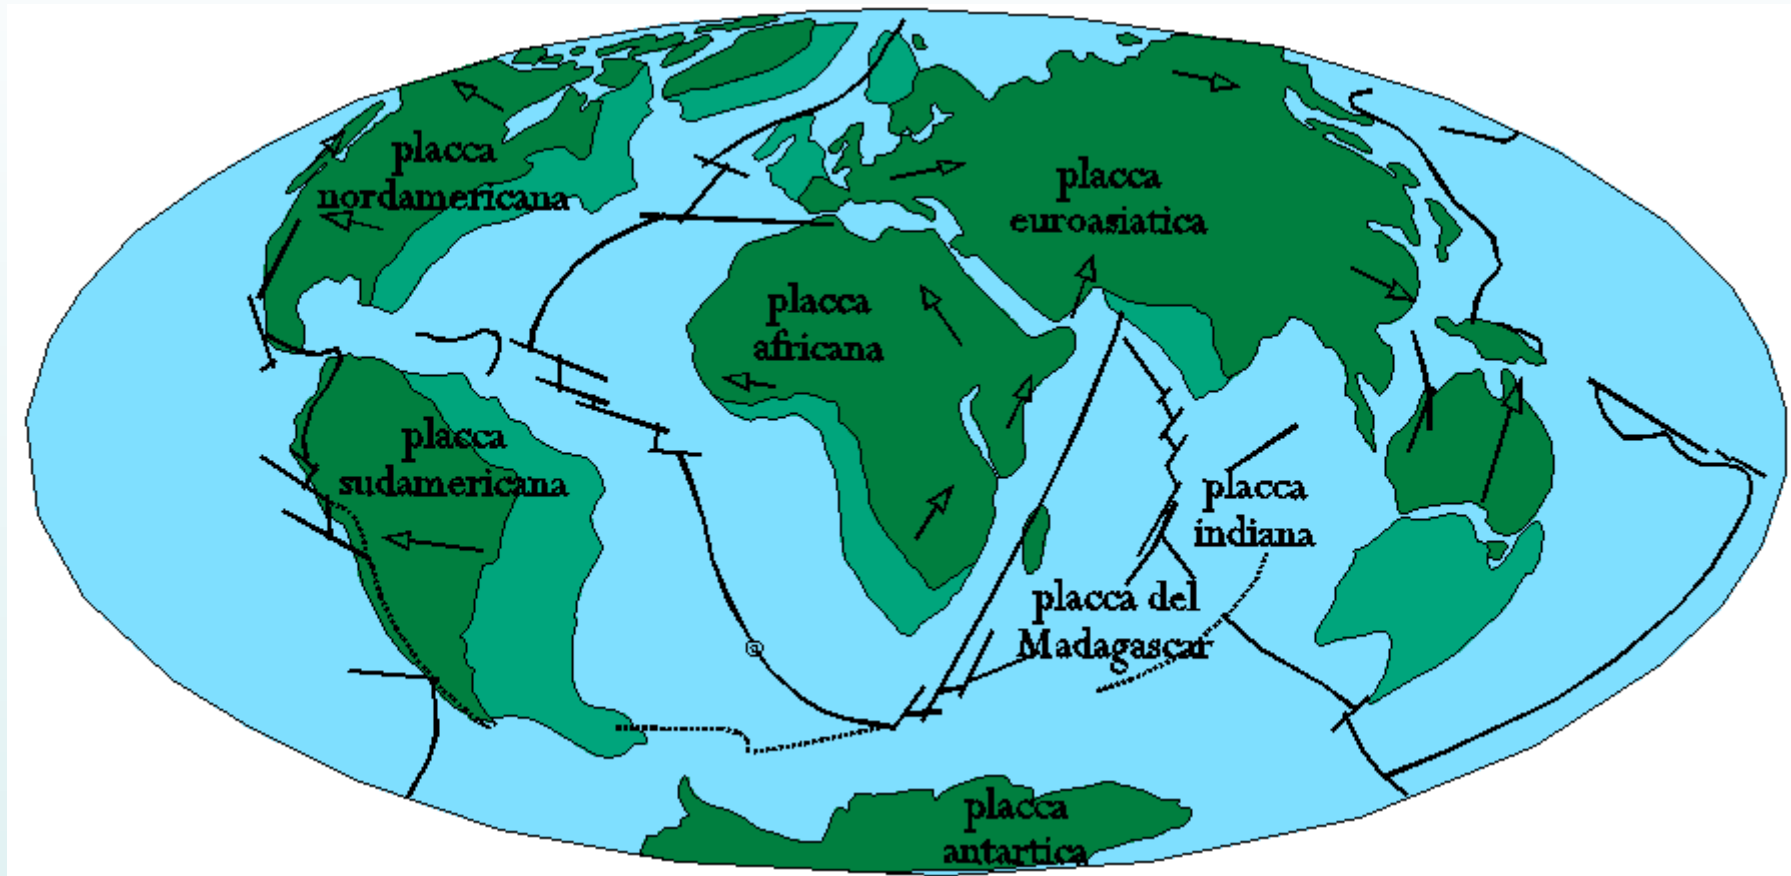 placca
nordamericana
placca
euroasiatica
placca
africana
placca
sudamericana
placca
indiana
placca del
Madagascar
@
placca
antartica